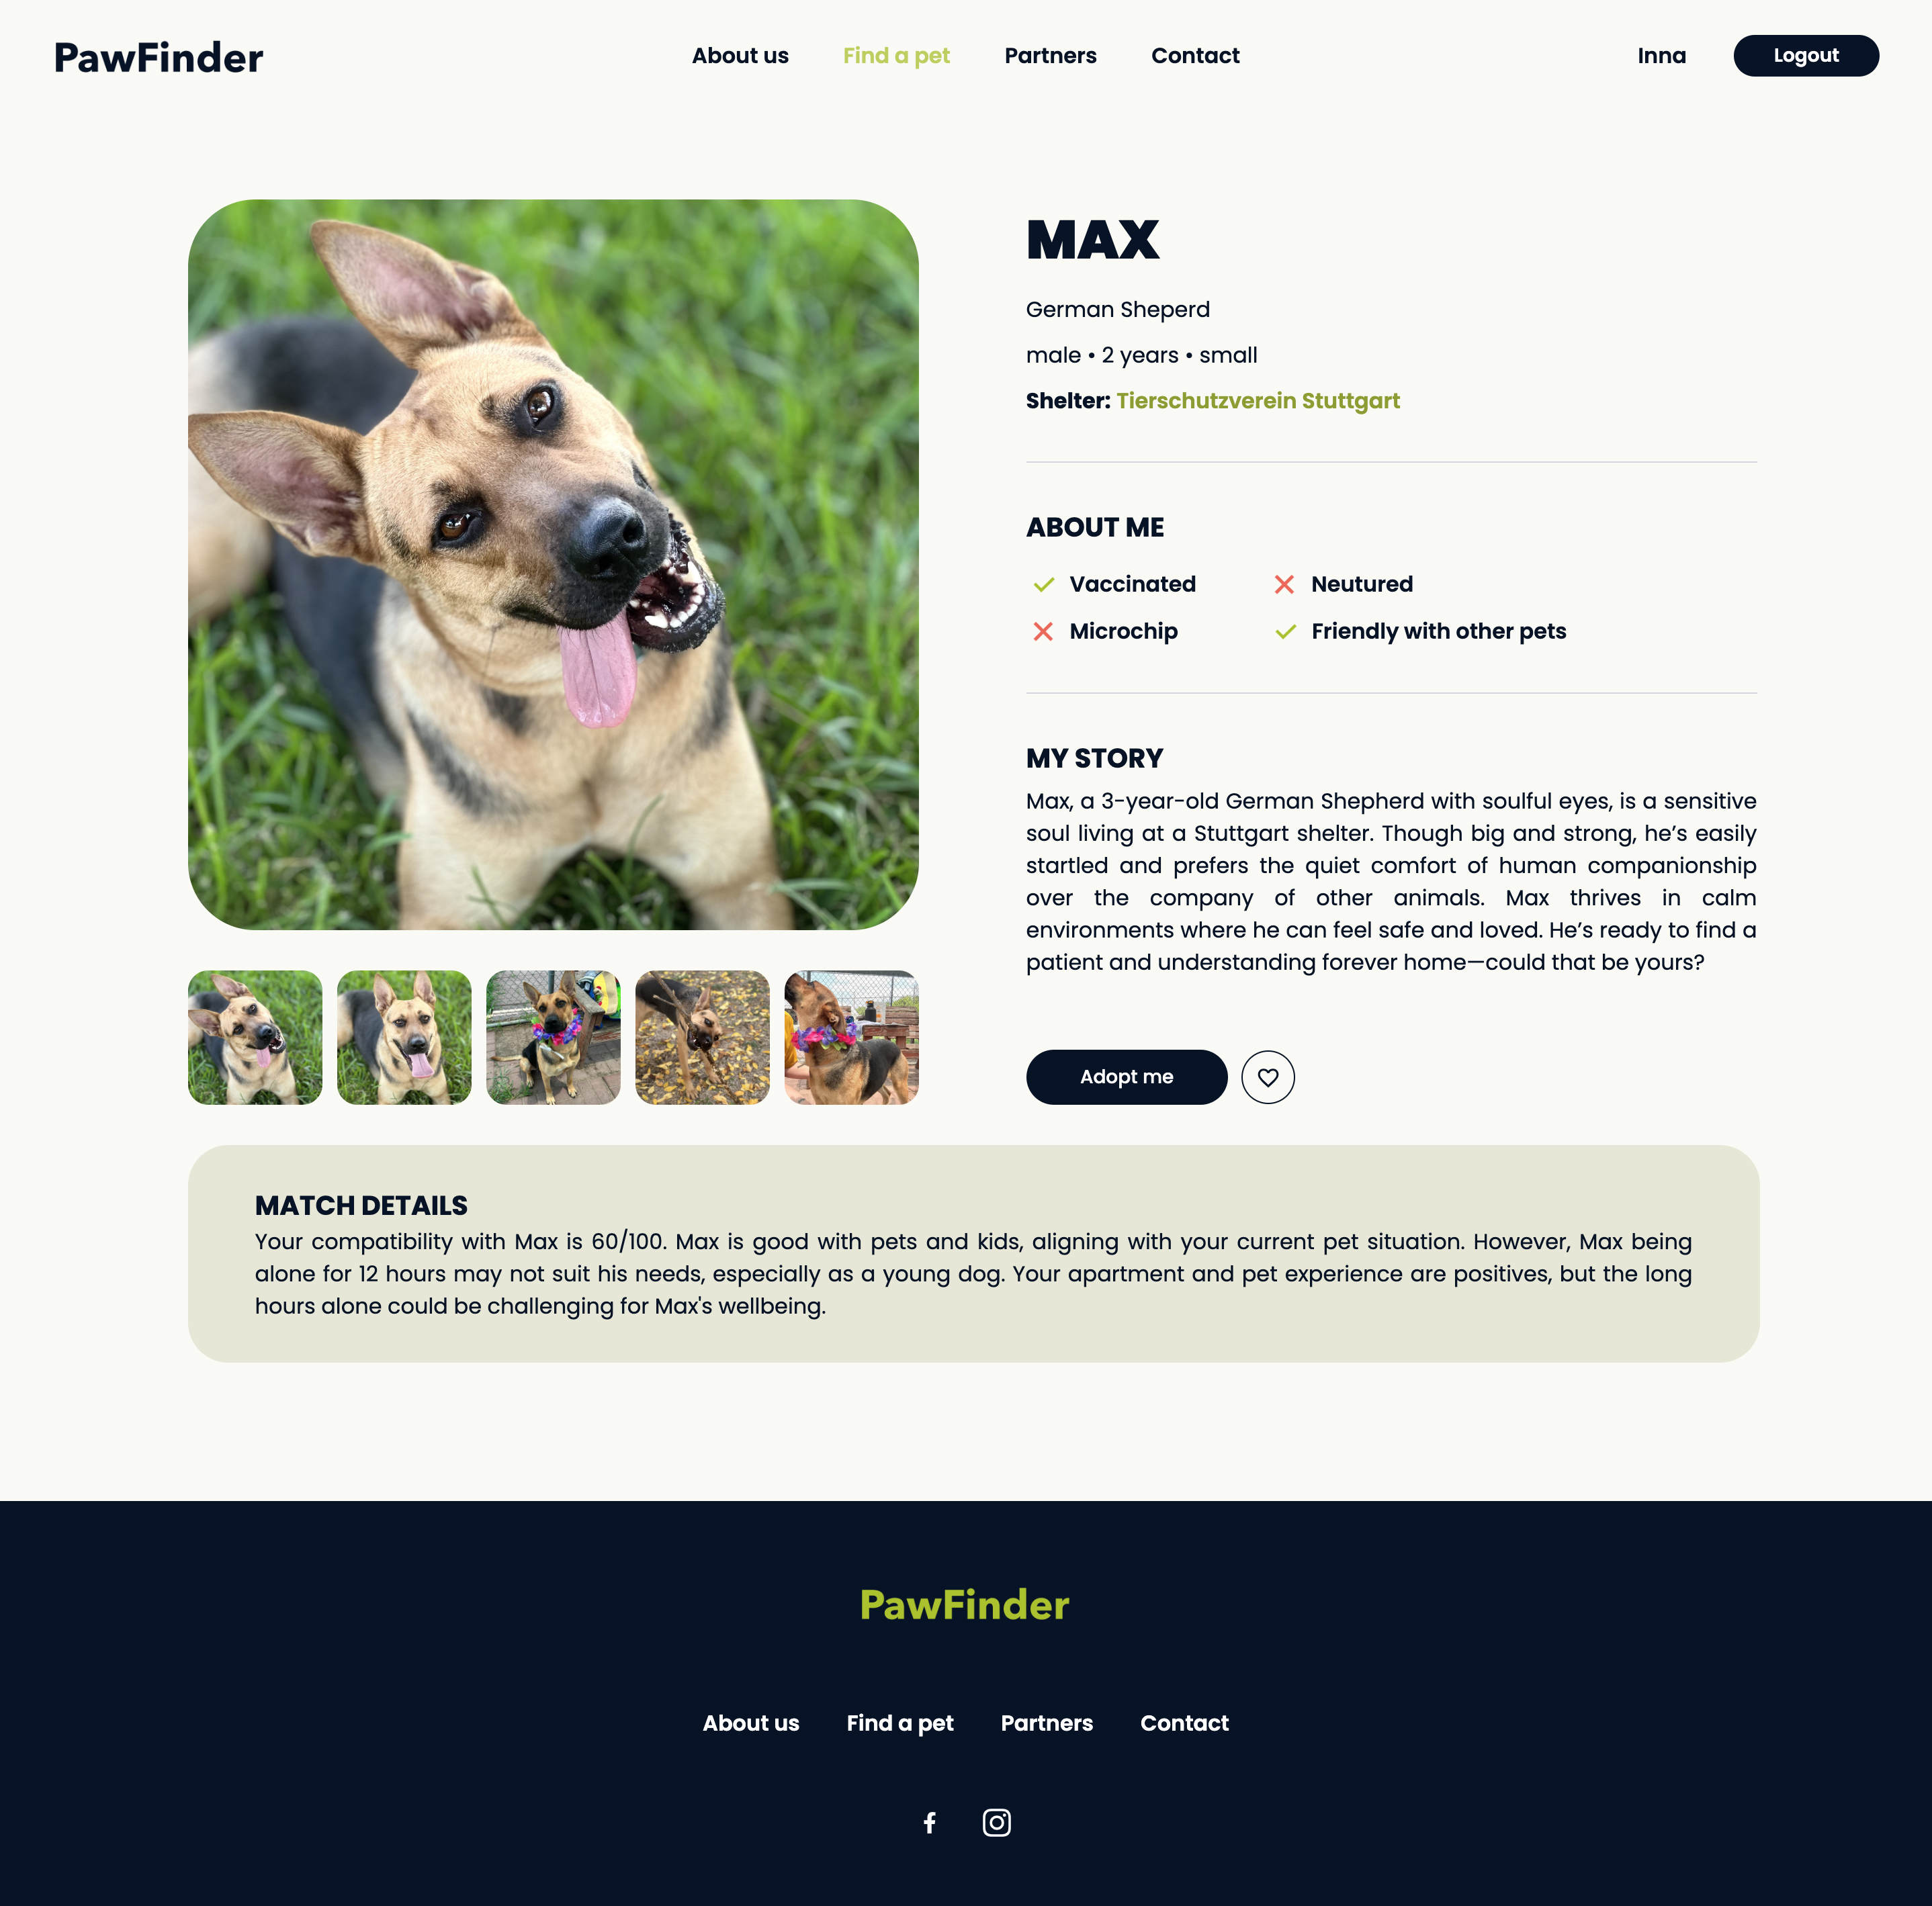 PawFinder
About us Find a pet Partners Contact
Inna Logout
MAX
German Sheperd
male • 2 years • small
Shelter: Tierschutzverein Stuttgart
ABOUT ME
Vaccinated
Neutured
Microchip
Friendly with other pets
MY STORY
Max, a 3-year-old German Shepherd with soulful eyes, is a sensitive
soul living at a Stuttgart shelter. Though big and strong, he’s easily
startled and prefers the quiet comfort of human companionship
over the company of other animals. Max thrives in calm
environments where he can feel safe and loved. He’s ready to find a
patient and understanding forever home—could that be yours?
Adopt me
MATCH DETAILS
Your compatibility with Max is 60/100. Max is good with pets and kids, aligning with your current pet situation. However, Max being
alone for 12 hours may not suit his needs, especially as a young dog. Your apartment and pet experience are positives, but the long
hours alone could be challenging for Max's wellbeing.
PawFinder
About us Find a pet Partners Contact